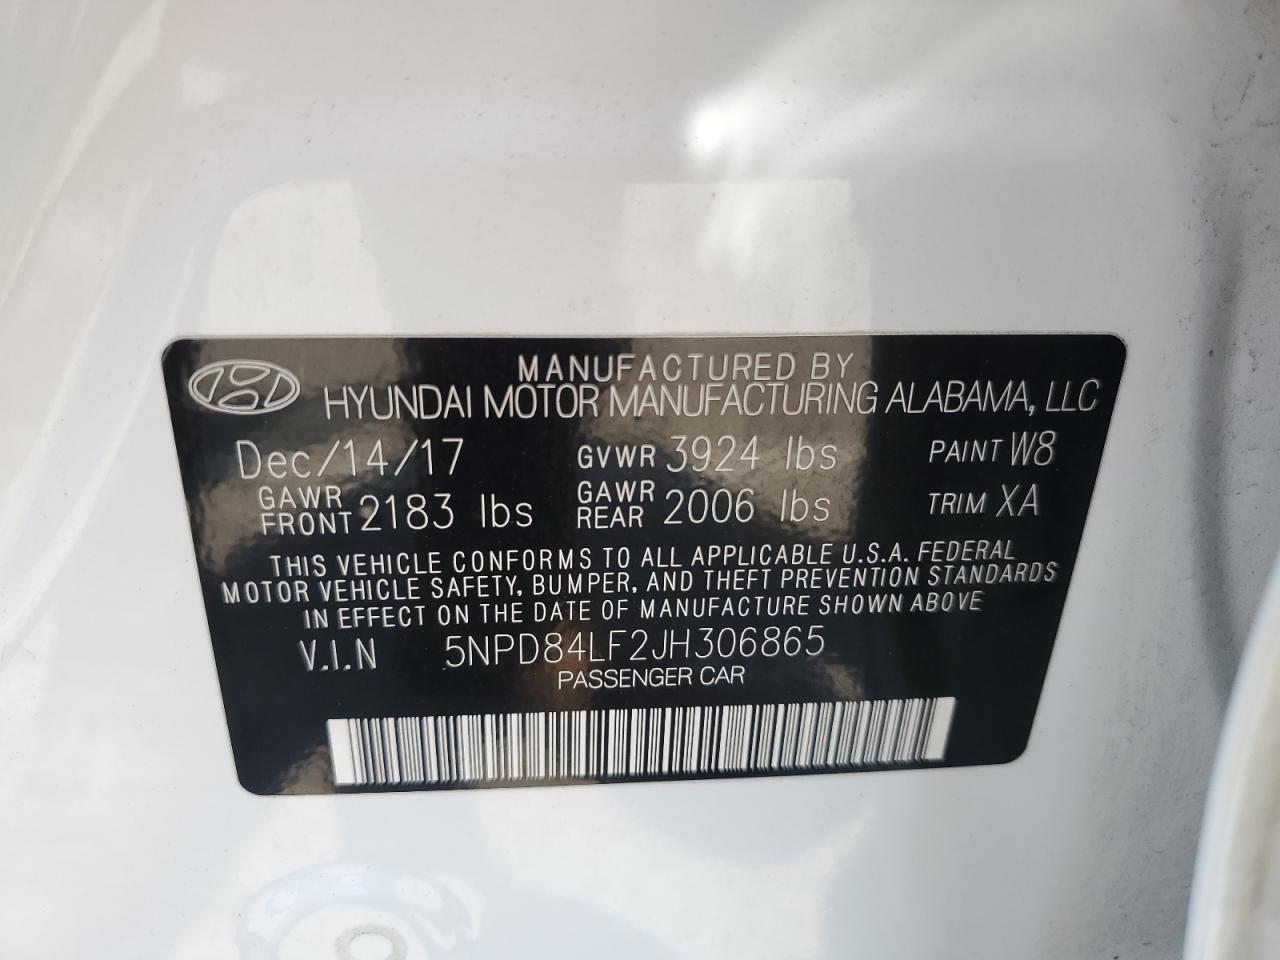 MANUFACTURED BY
HYUNDAI MOTOR MANUFACTURING ALABAMA, LLC
Dec/14/17 GVWR 3924 lbs PAINT W8
GAWR FRONT 2183 lbs GAWR REAR 2006 lbs TRIM XA
THIS VEHICLE CONFORMS TO ALL APPLICABLE U.S.A. FEDERAL
MOTOR VEHICLE SAFETY, BUMPER, AND THEFT PREVENTION STANDARDS
IN EFFECT ON THE DATE OF MANUFACTURE SHOWN ABOVE
V.I.N 5NPD84LF2JH306865
PASSENGER CAR